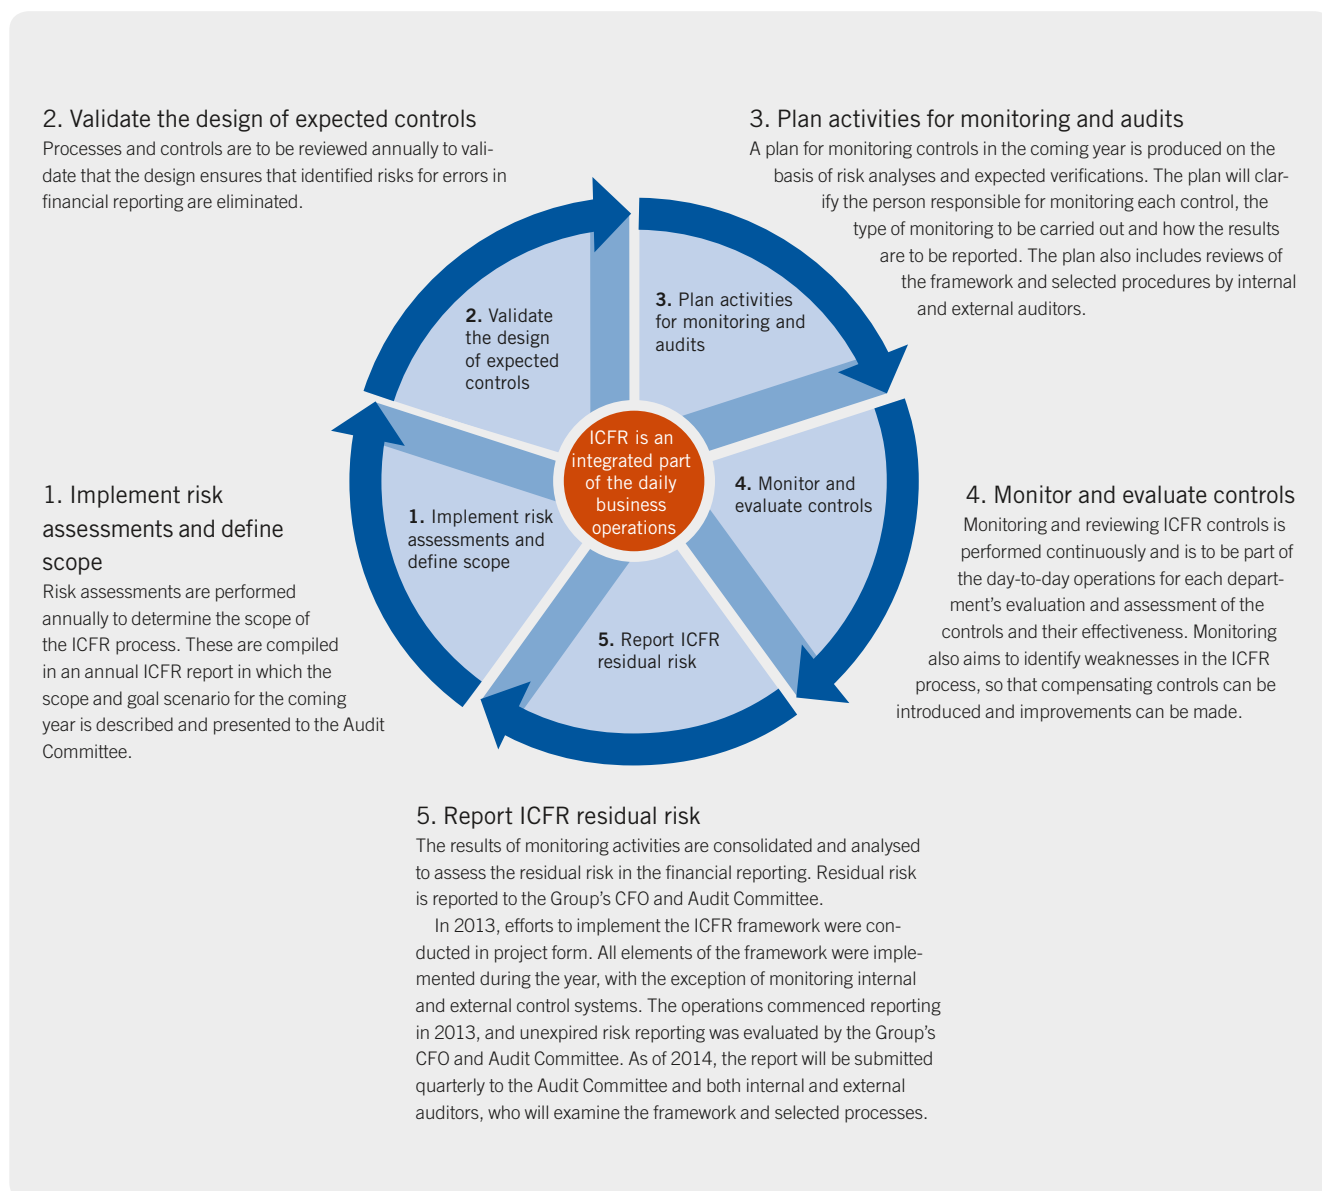 2. Validate the design of expected controls
Processes and controls are to be reviewed annually to vali-
date that the design ensures that identified risks for errors in
financial reporting are eliminated.
3. Plan activities for monitoring and audits
A plan for monitoring controls in the coming year is produced on the
basis of risk analyses and expected verifications. The plan will clar-
ify the person responsible for monitoring each control, the
type of monitoring to be carried out and how the results
are to be reported. The plan also includes reviews of
the framework and selected procedures by internal
and external auditors.
2. Validate
the design
of expected
controls
3. Plan activities
for monitoring and
audits
ICFR is an
integrated part
of the daily
business
operations
1. Implement risk
assessments and
define scope
4. Monitor and
evaluate controls
5. Report ICFR
residual risk
1. Implement risk
assessments and define
scope
Risk assessments are performed
annually to determine the scope of
the ICFR process. These are compiled
in an annual ICFR report in which the
scope and goal scenario for the coming
year is described and presented to the Audit
Committee.
4. Monitor and evaluate controls
Monitoring and reviewing ICFR controls is
performed continuously and is to be part of
the day-to-day operations for each depart-
ment’s evaluation and assessment of the
controls and their effectiveness. Monitoring
also aims to identify weaknesses in the ICFR
process, so that compensating controls can be
introduced and improvements can be made.
5. Report ICFR residual risk
The results of monitoring activities are consolidated and analysed
to assess the residual risk in the financial reporting. Residual risk
is reported to the Group’s CFO and Audit Committee.
In 2013, efforts to implement the ICFR framework were con-
ducted in project form. All elements of the framework were imple-
mented during the year, with the exception of monitoring internal
and external control systems. The operations commenced reporting
in 2013, and unexpired risk reporting was evaluated by the Group’s
CFO and Audit Committee. As of 2014, the report will be submitted
quarterly to the Audit Committee and both internal and external
auditors, who will examine the framework and selected processes.